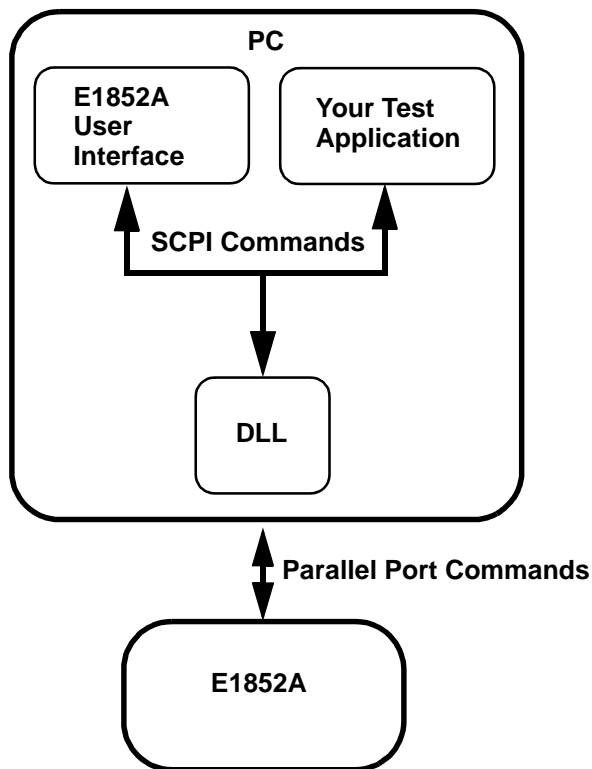 PC
E1852A
User
Interface
Your Test
Application
SCPI Commands
DLL
Parallel Port Commands
E1852A